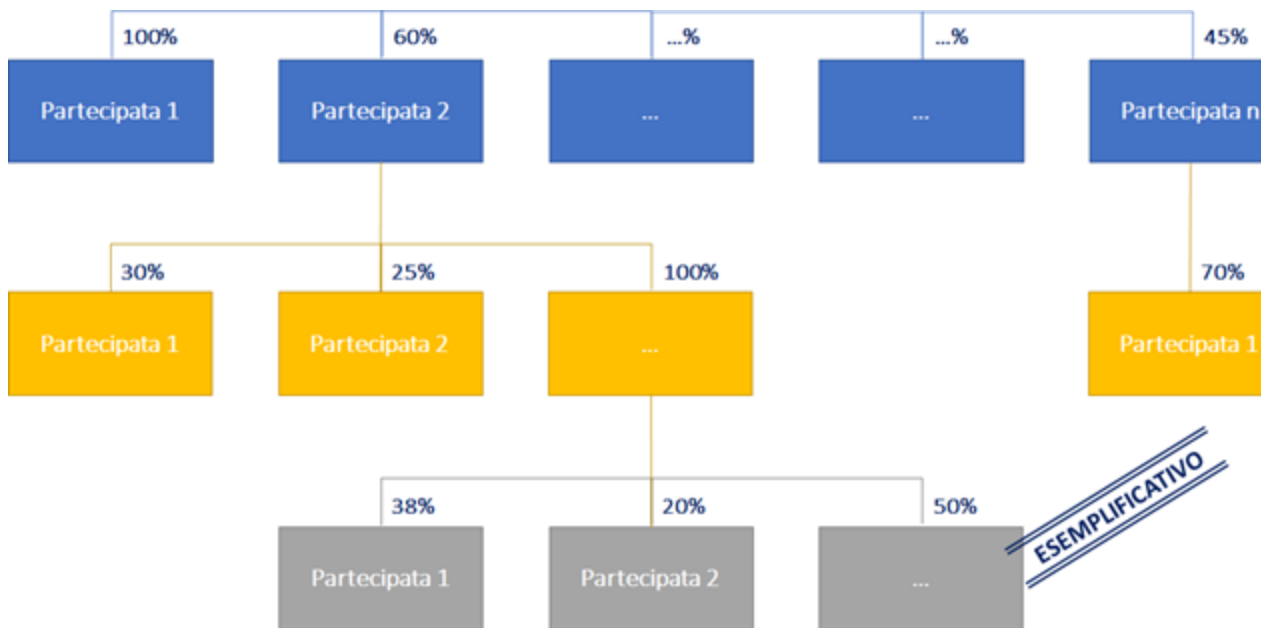 100%
60%
...%
...%
45%
Partecipata 1
Partecipata 2
...
...
Partecipata n
30%
25%
100%
70%
Partecipata 1
Partecipata 2
...
Partecipata 1
38%
20%
50%
Partecipata 1
Partecipata 2
...
ESEMPLIFICATIVO